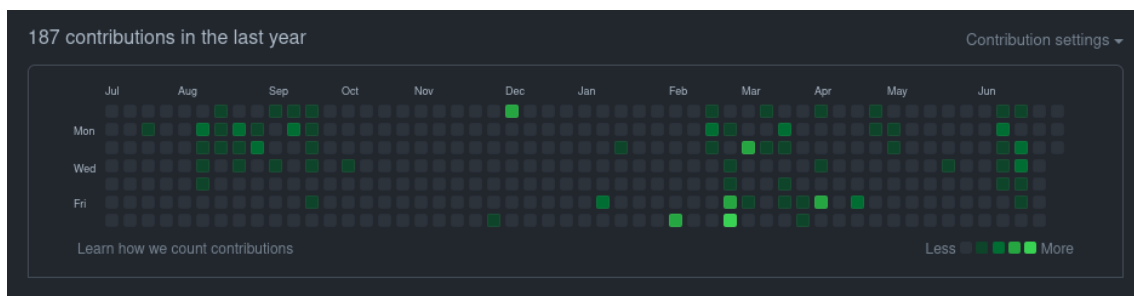 187 contributions in the last year
Contribution settings
Jul Aug Sep Oct Nov Dec Jan Feb Mar Apr May Jun
Mon
Wed
Fri
Learn how we count contributions
Less More